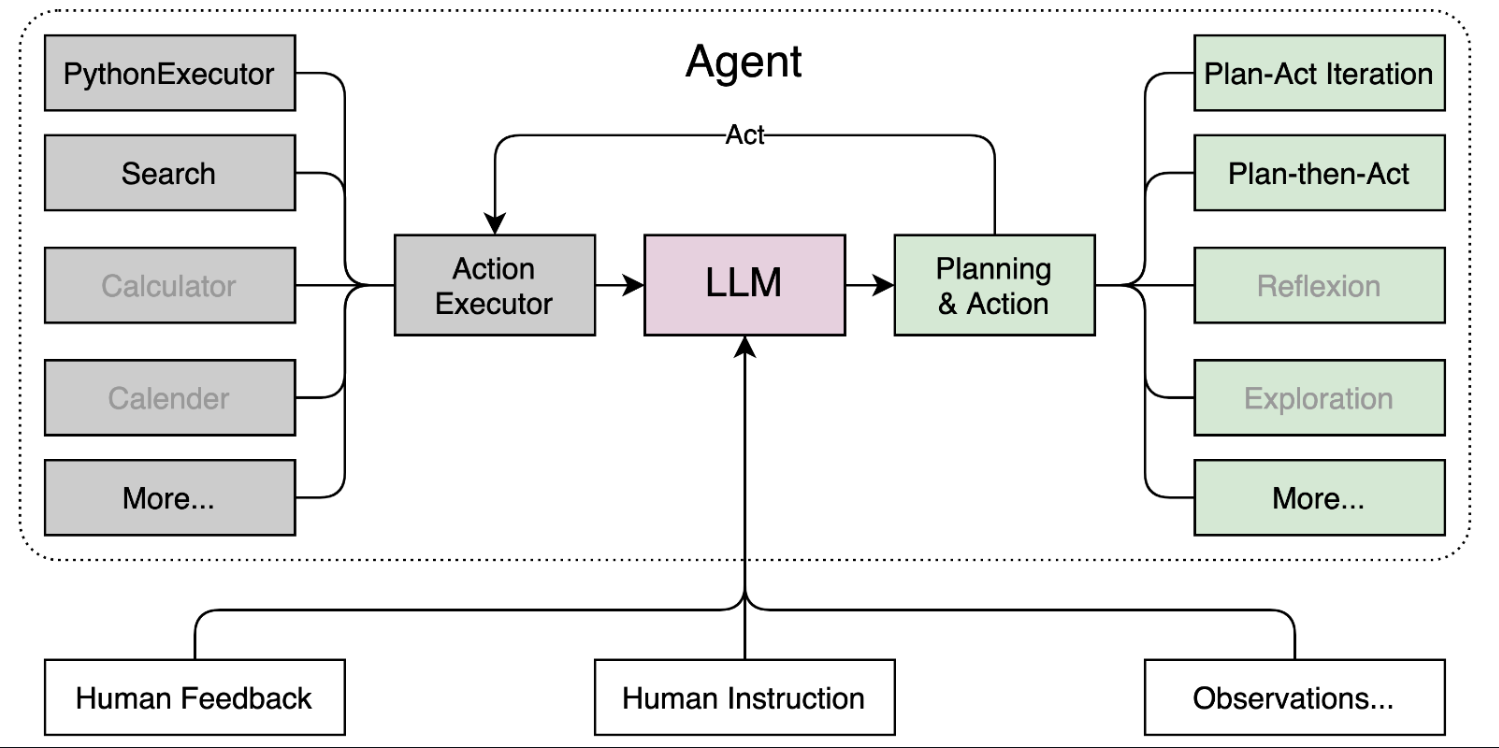 Agent
PythonExecutor
Search
Calculator
Calender
More...
Act
Action
Executor
LLM
Planning
& Action
Plan-Act Iteration
Plan-then-Act
Reflexion
Exploration
More...
Human Feedback
Human Instruction
Observations...